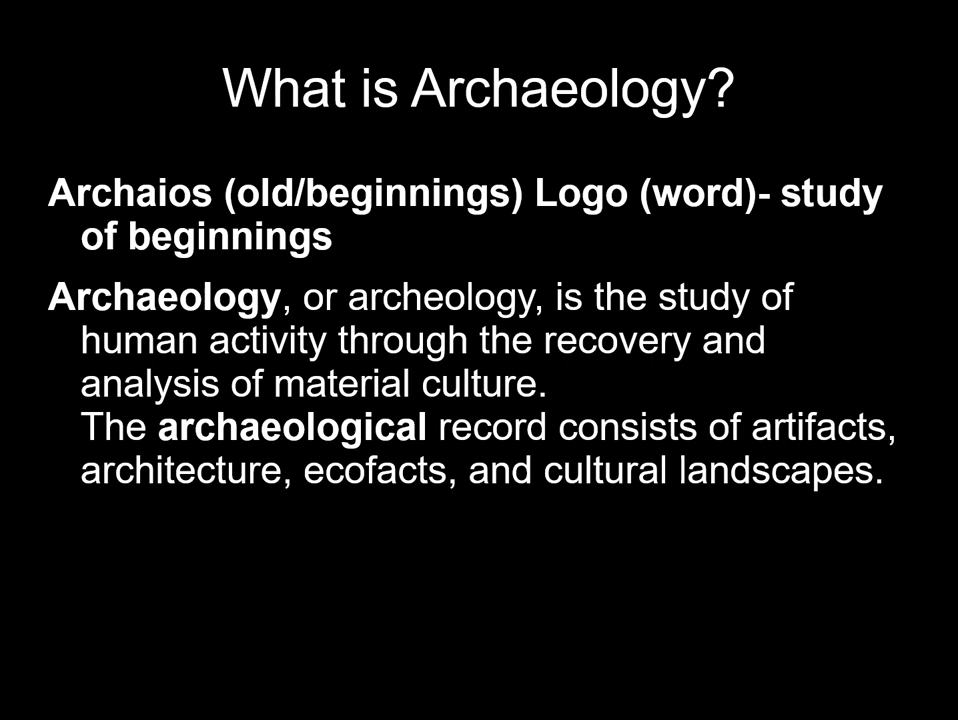 What is Archaeology?
Archaios (old/beginnings) Logo (word)- study
of beginnings
Archaeology, or archeology, is the study of
human activity through the recovery and
analysis of material culture.
The archaeological record consists of artifacts,
architecture, ecofacts, and cultural landscapes.